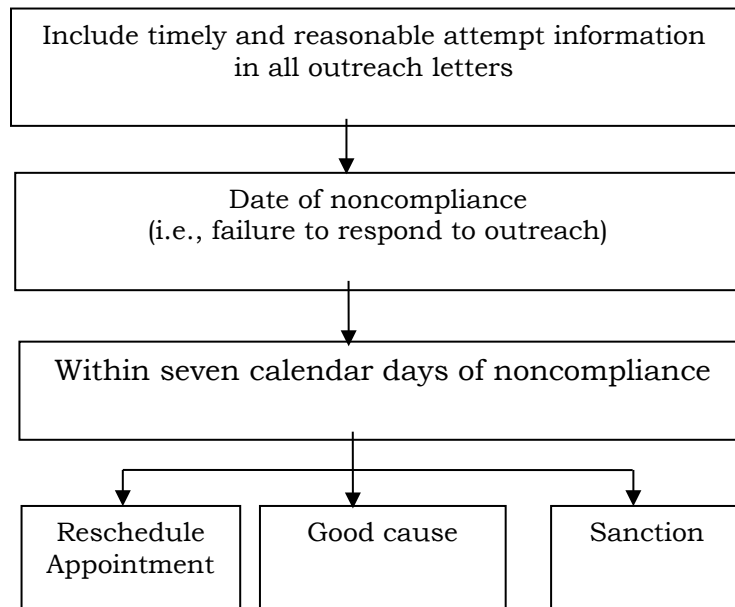 Include timely and reasonable attempt information
in all outreach letters
Date of noncompliance
(i.e., failure to respond to outreach)
Within seven calendar days of noncompliance
Reschedule
Appointment
Good cause
Sanction